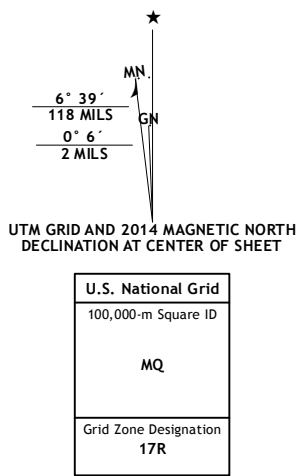 ★
MN
6° 39´
118 MILS
GN
0° 6´
2 MILS
UTM GRID AND 2014 MAGNETIC NORTH
DECLINATION AT CENTER OF SHEET
U.S. National Grid
100,000-m Square ID
MQ
Grid Zone Designation
17R